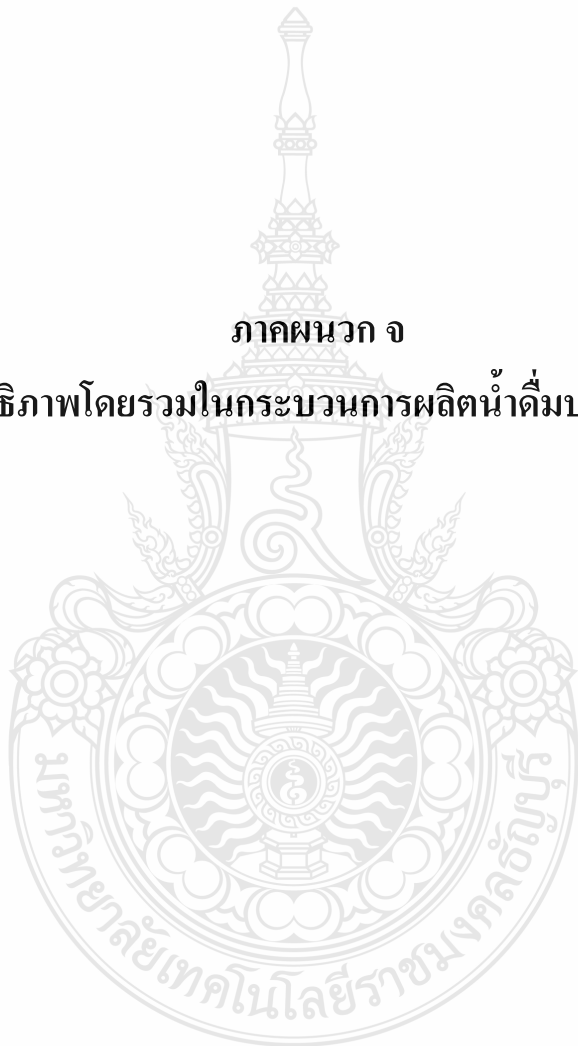 ภาคผนวก จ
ธิภาพโดยรวมในกระบวนการผลิตน้ำดื่มบ
มหาวิทยาลัยเทคโนโลยีราชมงคลธัญบุรี